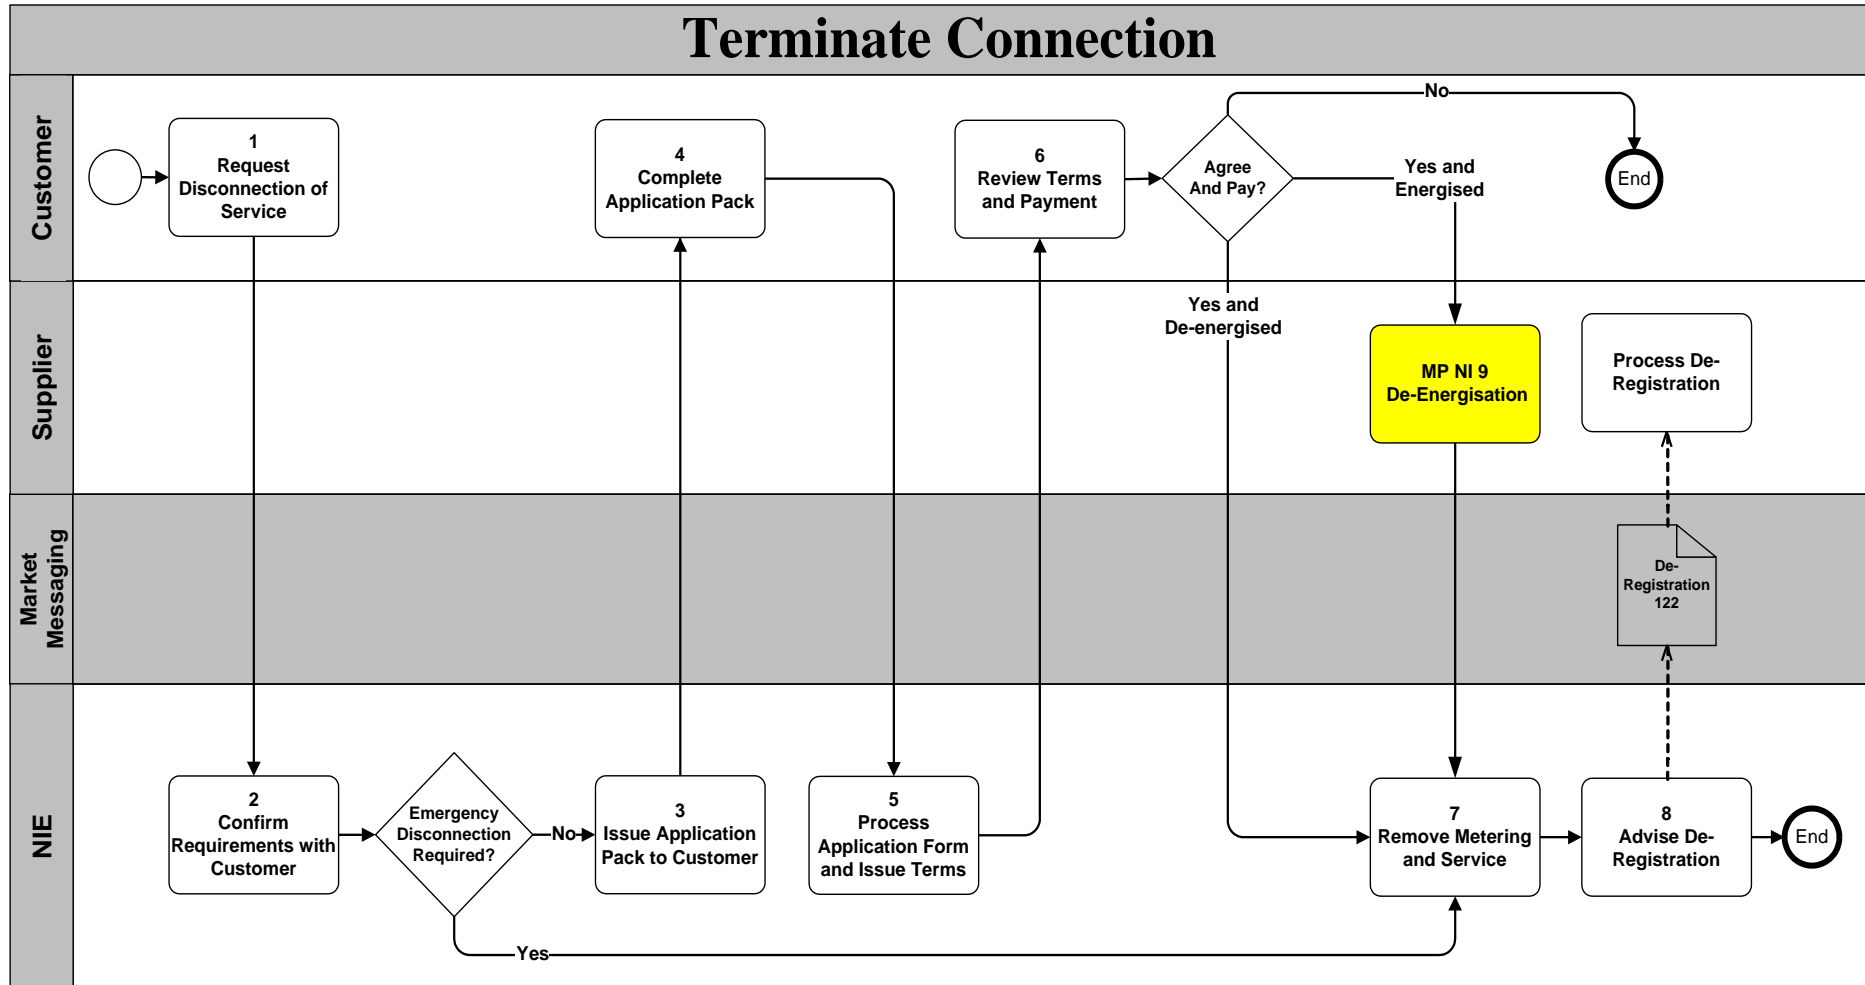 Terminate Connection
Customer
1
Request
Disconnection of
Service
4
Complete
Application Pack
6
Review Terms
and Payment
Agree
And Pay?
No
Yes and
Energised
End
Supplier
Yes and
De-energised
MP NI 9
De-Energisation
Process De-
Registration
Market
Messaging
De-
Registration
122
NIE
2
Confirm
Requirements with
Customer
Emergency
Disconnection
Required?
No
3
Issue Application
Pack to Customer
5
Process
Application Form
and Issue Terms
7
Remove Metering
and Service
8
Advise De-
Registration
End
Yes